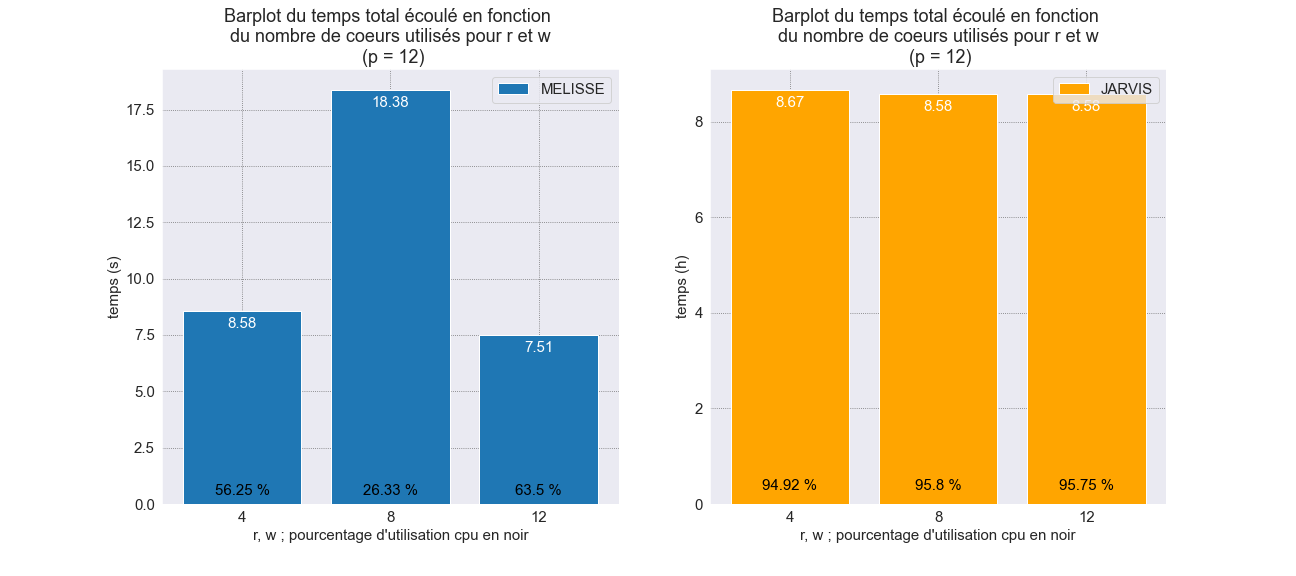 Barplot du temps total écoulé en fonction
du nombre de coeurs utilisés pour r et w
(p = 12)
MELISSE
17.5
15.0
12.5
10.0
7.5
5.0
2.5
0.0
temps (s)
8.58
18.38
7.51
56.25 %
26.33 %
63.5 %
4
8
12
r, w ; pourcentage d'utilisation cpu en noir
Barplot du temps total écoulé en fonction
du nombre de coeurs utilisés pour r et w
(p = 12)
JARVIS
8
6
4
2
0
temps (h)
8.67
8.58
8.58
94.92 %
95.8 %
95.75 %
4
8
12
r, w ; pourcentage d'utilisation cpu en noir